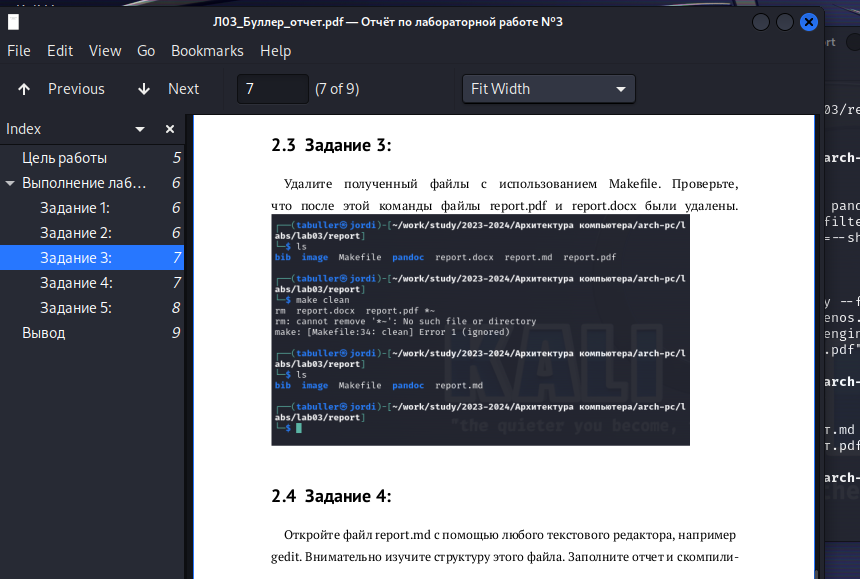 Л03_Буллер_отчет.pdf — Отчёт по лабораторной работе №3
File Edit View Go Bookmarks Help
Previous Next 7 (7 of 9) Fit Width
Index
Цель работы 5
Выполнение лаб... 6
Задание 1: 6
Задание 2: 6
Задание 3: 7
Задание 4: 7
Задание 5: 8
Вывод 9
2.3 Задание 3:
Удалите полученный файлы с использованием Makefile. Проверьте,
что после этой команды файлы report.pdf и report.docx были удалены.
┌──(tabuller㉿jordi)-[~/work/study/2023-2024/Архитектура компьютера/arch-pc/l
abs/lab03/report]
└─$ ls
bib image Makefile pandoc report.docx report.md report.pdf
┌──(tabuller㉿jordi)-[~/work/study/2023-2024/Архитектура компьютера/arch-pc/l
abs/lab03/report]
└─$ make clean
rm report.docx report.pdf *~
rm: cannot remove '*~': No such file or directory
make: [Makefile:34: clean] Error 1 (ignored)
┌──(tabuller㉿jordi)-[~/work/study/2023-2024/Архитектура компьютера/arch-pc/l
abs/lab03/report]
└─$ ls
bib image Makefile pandoc report.md
┌──(tabuller㉿jordi)-[~/work/study/2023-2024/Архитектура компьютера/arch-pc/l
abs/lab03/report]
└─$
KALI
"the quieter you become,
2.4 Задание 4:
Откройте файл report.md с помощью любого текстового редактора, например
gedit. Внимательно изучите структуру этого файла. Заполните отчет и скомпили-
03/re
arch-
pand
filte
=--sh
y --f
enos.
engin
.pdf"
arch-
т.md
т.pdf
arch-